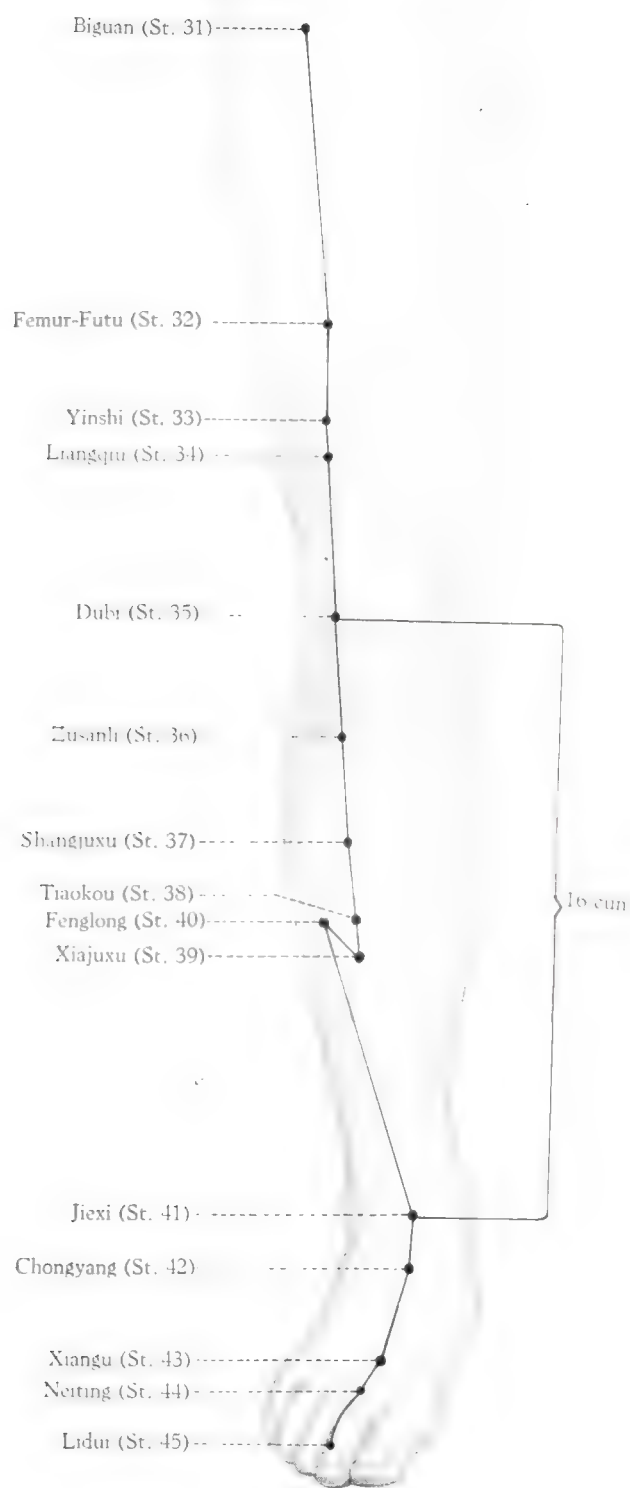 Biguan (St. 31)
Femur-Futu (St. 32)
Yinshi (St. 33)
Liangqiu (St. 34)
Dubi (St. 35)
Zusanli (St. 36)
Shangjuxu (St. 37)
Tiaokou (St. 38)
Fenglong (St. 40)
16 cun
Xiajuxu (St. 39)
Jiexi (St. 41)
Chongyang (St. 42)
Xiangu (St. 43)
Neiting (St. 44)
Lidui (St. 45)